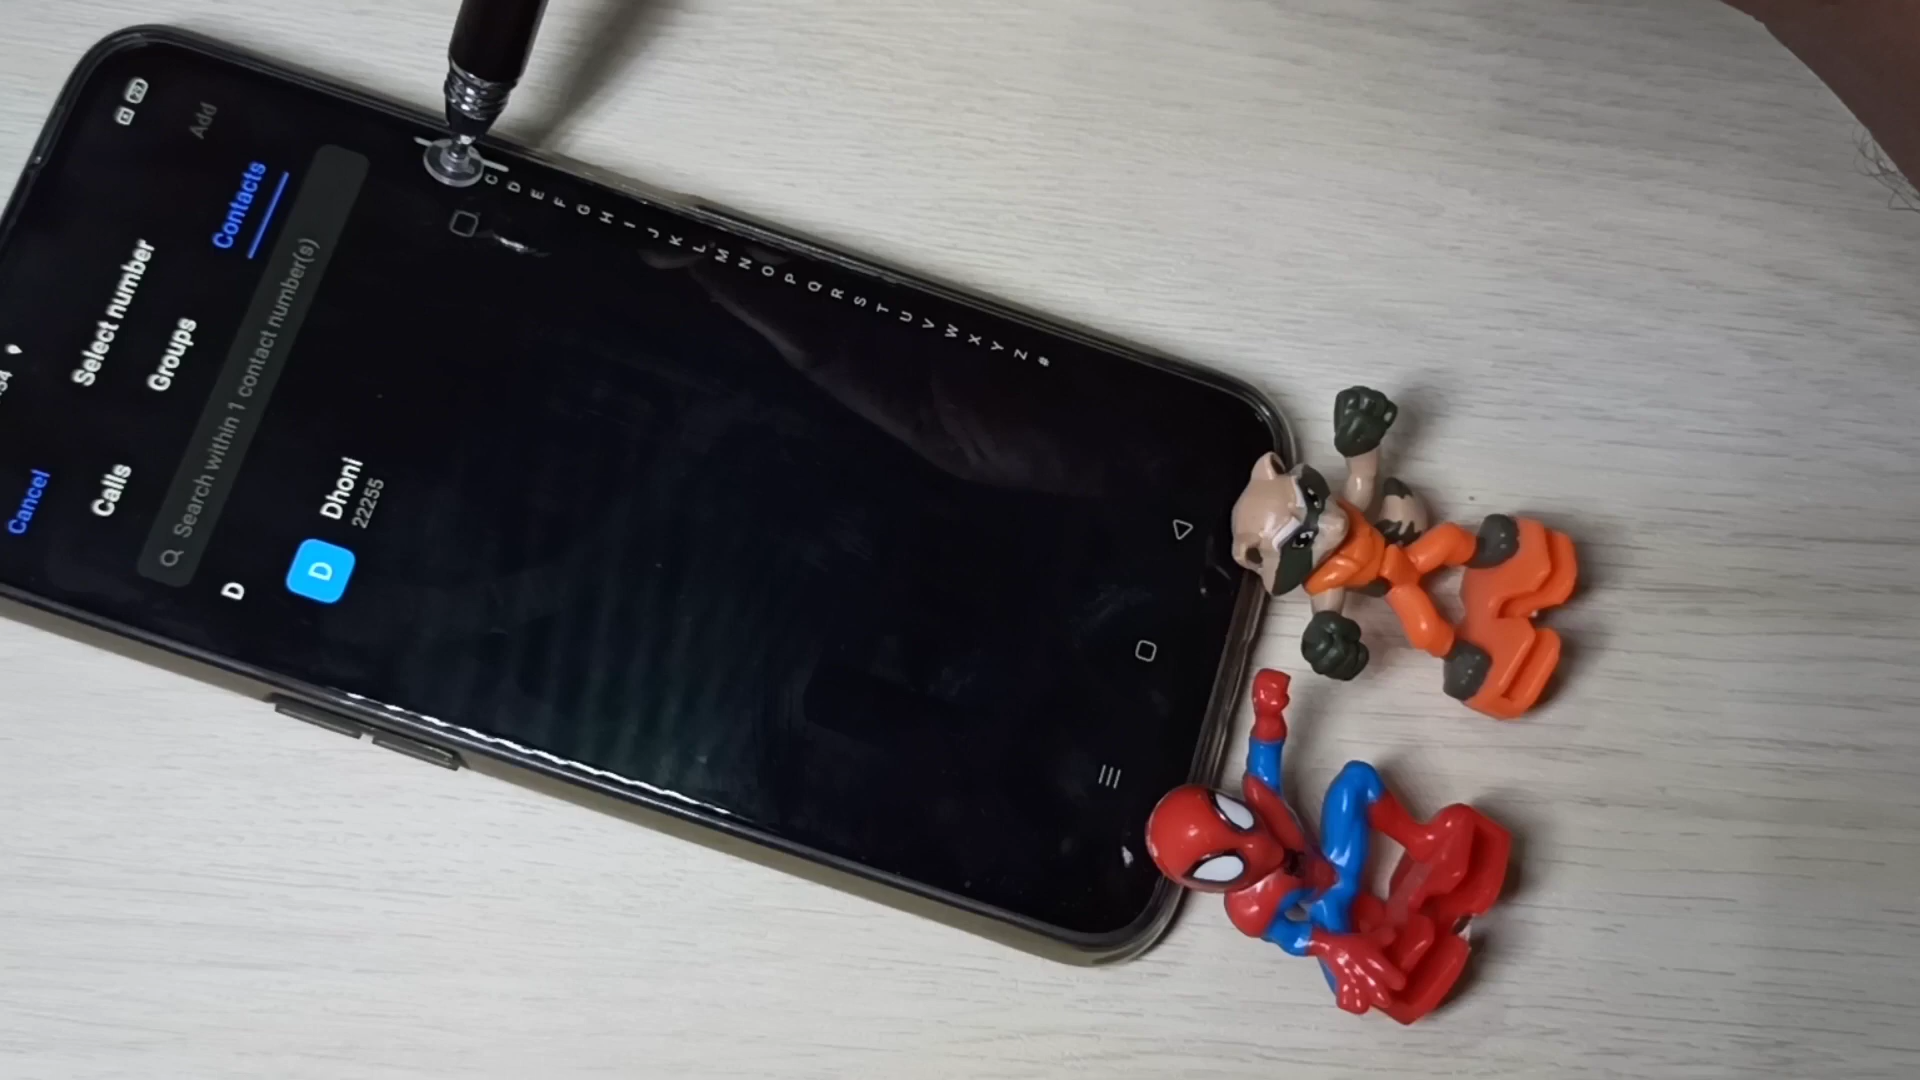 Cancel
Select number
Add
Calls
Groups
Contacts
Search within 1 contact number(s)
D
D
Dhoni
22255
C
D
E
F
G
H
I
J
K
L
M
N
O
P
Q
R
S
T
U
V
W
X
Y
Z
#